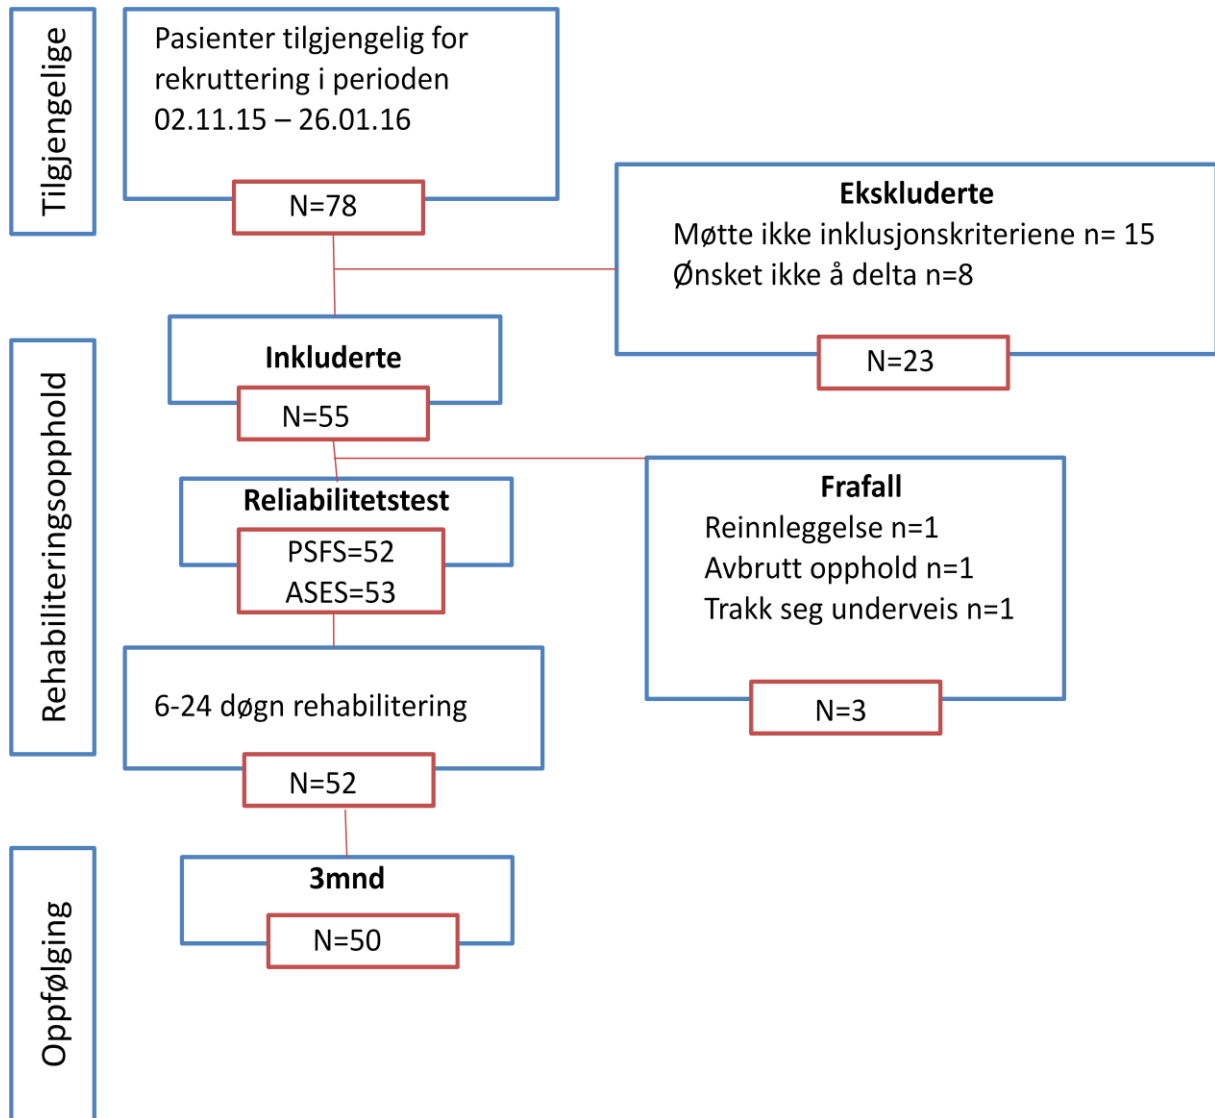 Tilgjengelige
Pasienter tilgjengelig for
rekruttering i perioden
02.11.15 – 26.01.16
N=78
Ekskluderte
Møtte ikke inklusjonskriteriene n= 15
Ønsket ikke å delta n=8
N=23
Rehabiliteringsopphold
Inkluderte
N=55
Frafall
Reinnleggelse n=1
Avbrutt opphold n=1
Trakk seg underveis n=1
N=3
Reliabilitetstest
PSFS=52
ASES=53
6-24 døgn rehabilitering
N=52
Oppfølging
3mnd
N=50